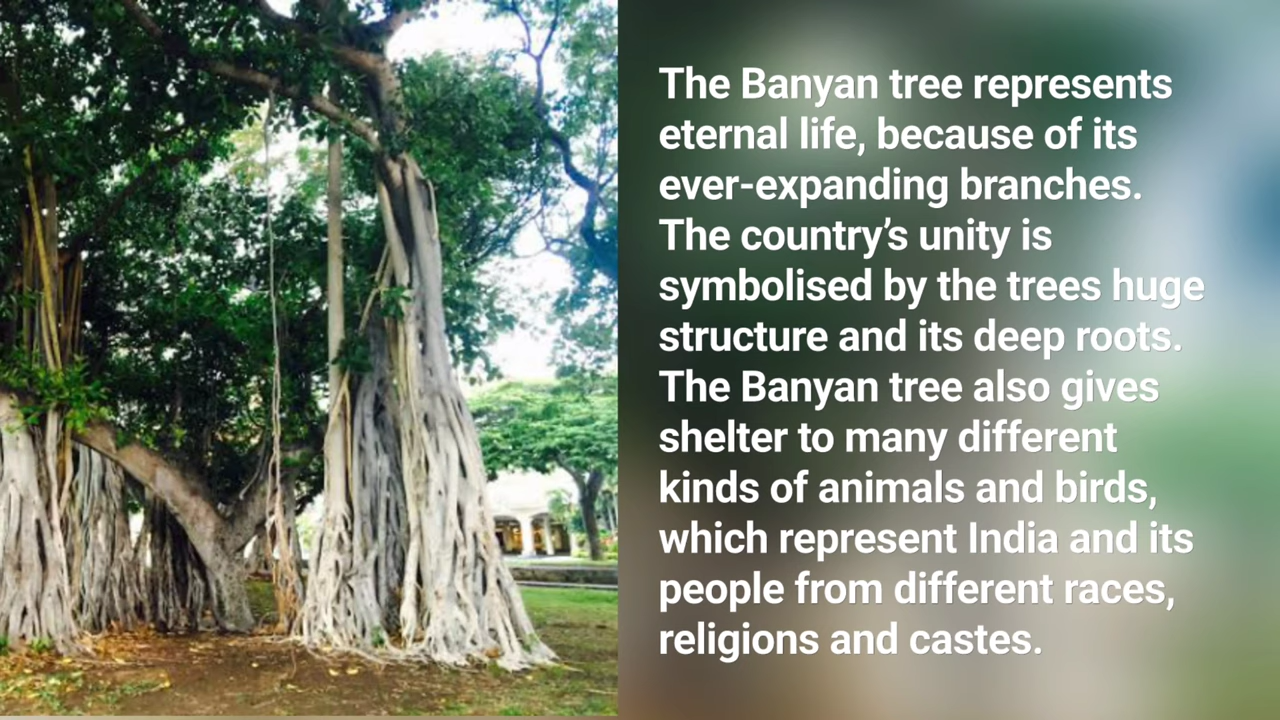 The Banyan tree represents
eternal life, because of its
ever-expanding branches.
The country’s unity is
symbolised by the trees huge
structure and its deep roots.
The Banyan tree also gives
shelter to many different
kinds of animals and birds,
which represent India and its
people from different races,
religions and castes.